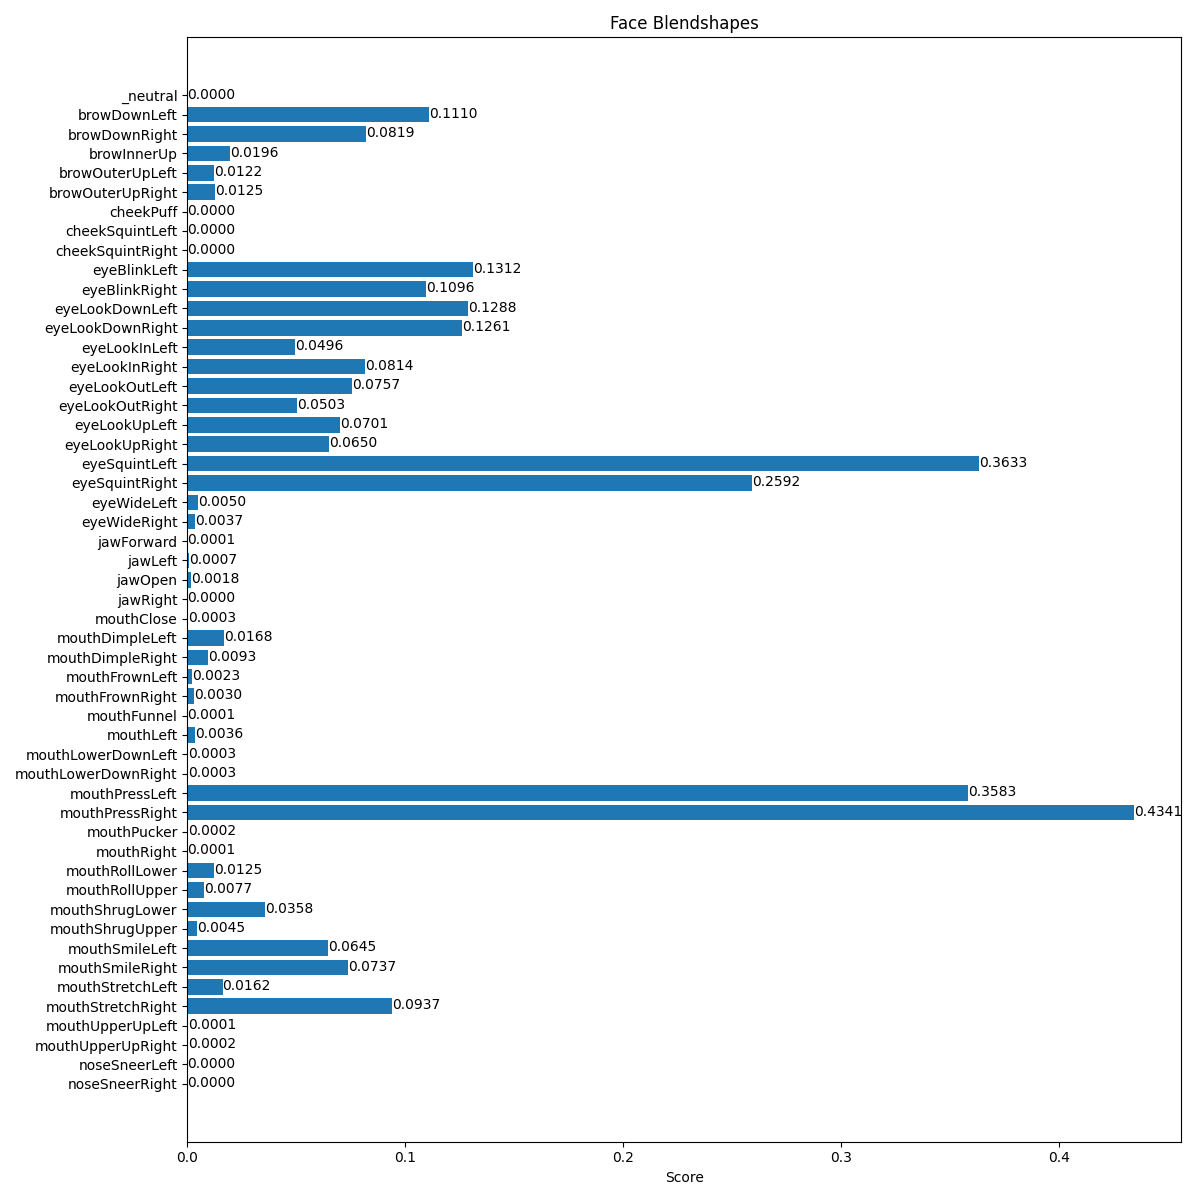 Face Blendshapes
_neutral 0.0000
browDownLeft 0.1110
browDownRight 0.0819
browInnerUp 0.0196
browOuterUpLeft 0.0122
browOuterUpRight 0.0125
cheekPuff 0.0000
cheekSquintLeft 0.0000
cheekSquintRight 0.0000
eyeBlinkLeft 0.1312
eyeBlinkRight 0.1096
eyeLookDownLeft 0.1288
eyeLookDownRight 0.1261
eyeLookInLeft 0.0496
eyeLookInRight 0.0814
eyeLookOutLeft 0.0757
eyeLookOutRight 0.0503
eyeLookUpLeft 0.0701
eyeLookUpRight 0.0650
eyeSquintLeft 0.3633
eyeSquintRight 0.2592
eyeWideLeft 0.0050
eyeWideRight 0.0037
jawForward 0.0001
jawLeft 0.0007
jawOpen 0.0018
jawRight 0.0000
mouthClose 0.0003
mouthDimpleLeft 0.0168
mouthDimpleRight 0.0093
mouthFrownLeft 0.0023
mouthFrownRight 0.0030
mouthFunnel 0.0001
mouthLeft 0.0036
mouthLowerDownLeft 0.0003
mouthLowerDownRight 0.0003
mouthPressLeft 0.3583
mouthPressRight 0.4341
mouthPucker 0.0002
mouthRight 0.0001
mouthRollLower 0.0125
mouthRollUpper 0.0077
mouthShrugLower 0.0358
mouthShrugUpper 0.0045
mouthSmileLeft 0.0645
mouthSmileRight 0.0737
mouthStretchLeft 0.0162
mouthStretchRight 0.0937
mouthUpperUpLeft 0.0001
mouthUpperUpRight 0.0002
noseSneerLeft 0.0000
noseSneerRight 0.0000
0.0 0.1 0.2 0.3 0.4
Score